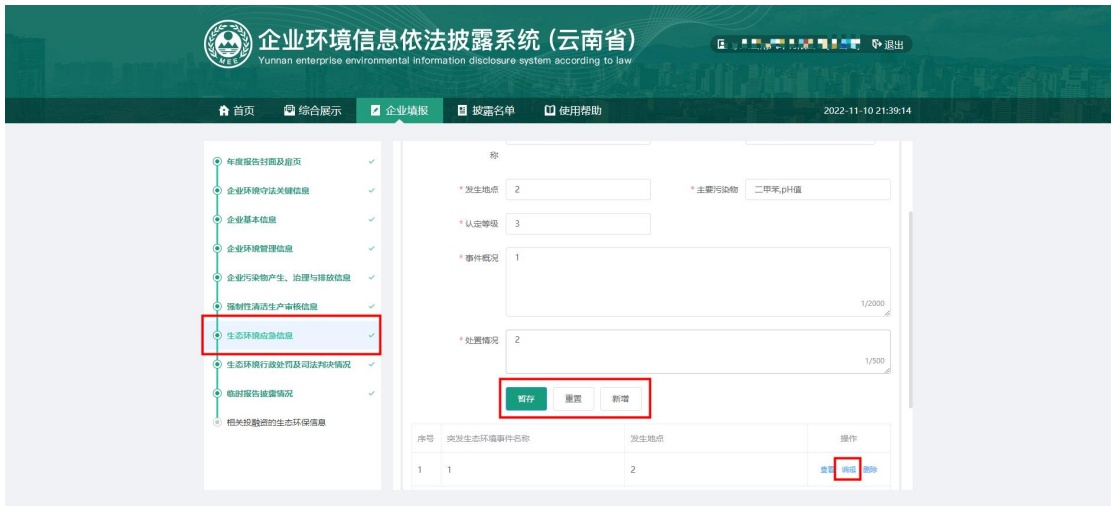 企业环境信息依法披露系统 (云南省)
退出
MEE
Yunnan enterprise environmental information disclosure system according to law
首页 综合展示 企业填报 披露名单 使用帮助 2022-11-10 21:39:14
年度报告封面及扉页
企业环境守法关键信息
企业基本信息
企业环境管理信息
企业污染物产生、治理与排放信息
强制性清洁生产审核信息
生态环境应急信息
生态环境行政处罚及司法判决情况
临时报告披露情况
相关投融资的生态环保信息
称
* 发生地点 2 * 主要污染物 二甲苯,pH值
* 认定等级 3
* 事件概况 1
1/2000
* 处置情况 2
1/500
暂存 重置 新增
序号 突发生态环境事件名称 发生地点 操作
1 1 2 查看 编辑 删除